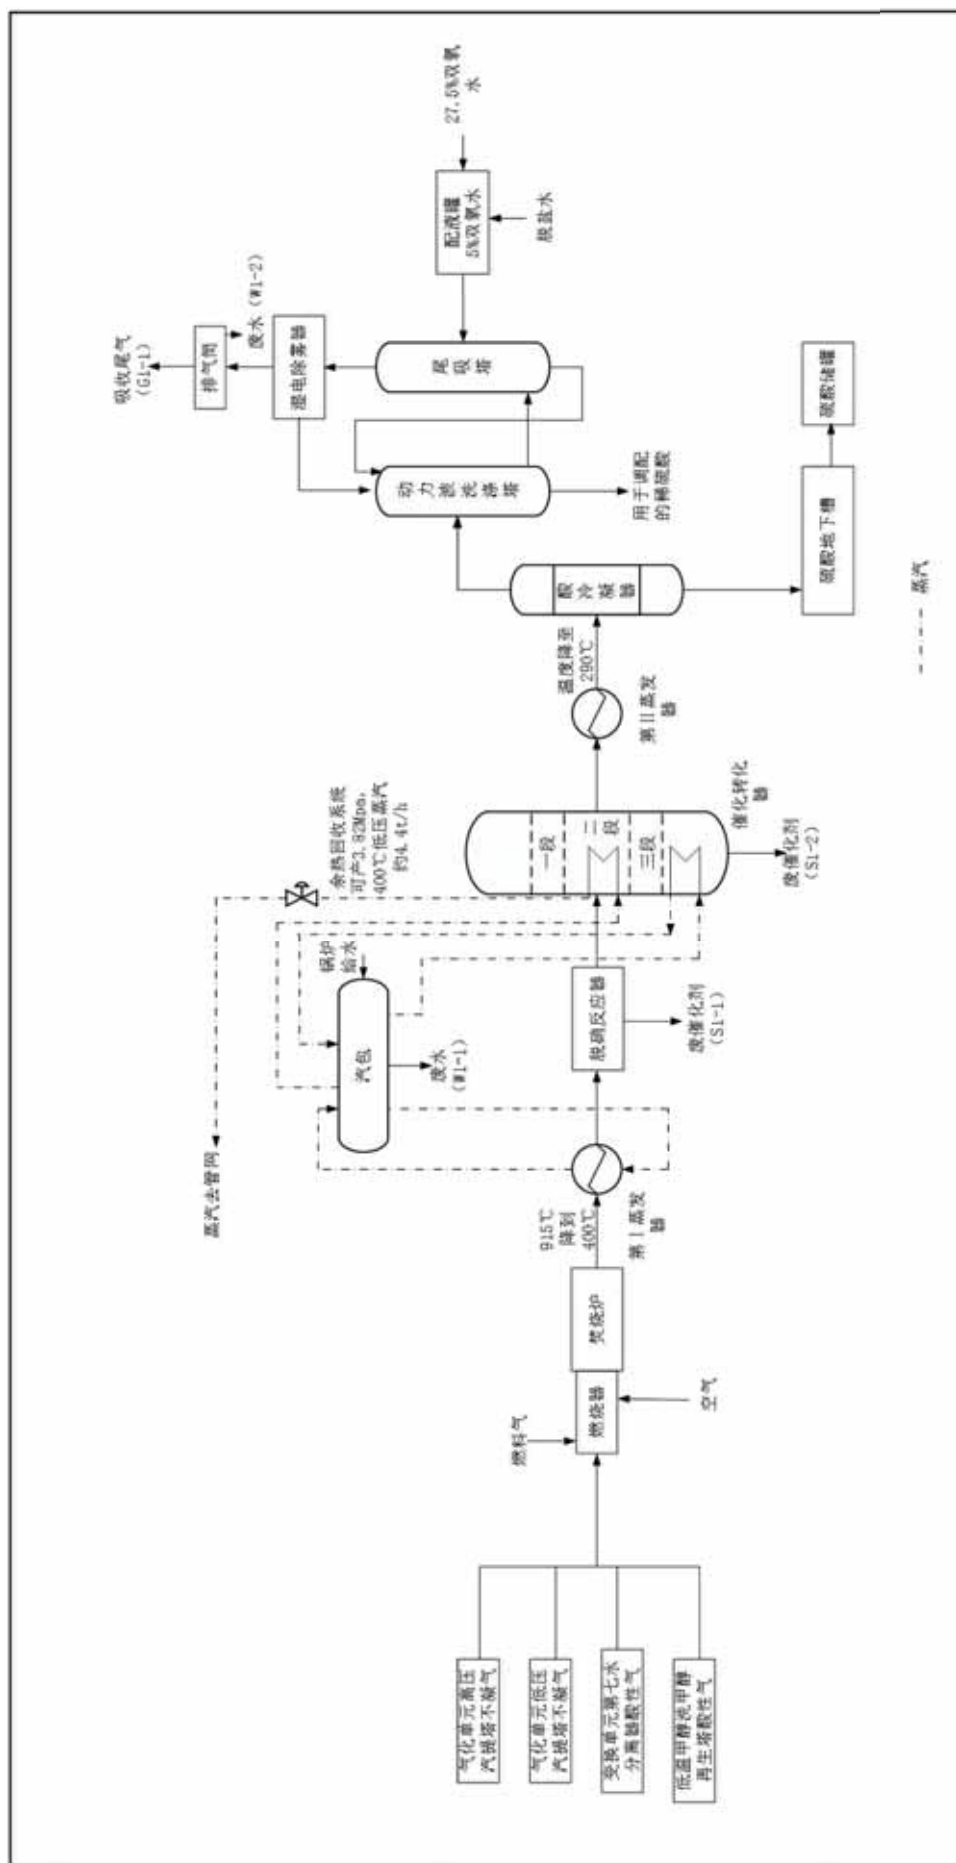 气化单元高压
汽提塔不凝气
气化单元低压
汽提塔不凝气
变换单元第七水
分离器酸性气
低温甲醇洗甲醇
再生塔酸性气
燃料气
燃烧器
空气
焚烧炉
915℃
降到
400℃
第Ⅰ蒸发
器
蒸汽去管网
汽包
锅炉
给水
废水
(W1-1)
余热回收系统
可产3.82Mpa,
400℃低压蒸汽
约4.4t/h
脱硝反应器
废催化剂
(S1-1)
一段
二
段
三段
催化转化
器
废催化剂
(S1-2)
第ⅠⅠ蒸发
器
温度降至
290℃
酸
冷
凝
器
硫酸地下槽
硫酸储罐
动
力
波
洗
涤
塔
用于调配
的稀硫酸
尾
吸
塔
湿电除雾器
排气筒
吸收尾气
(G1-1)
废水(W1-2)
配液罐
5%双氧水
脱盐水
27.5%双氧
水
蒸汽